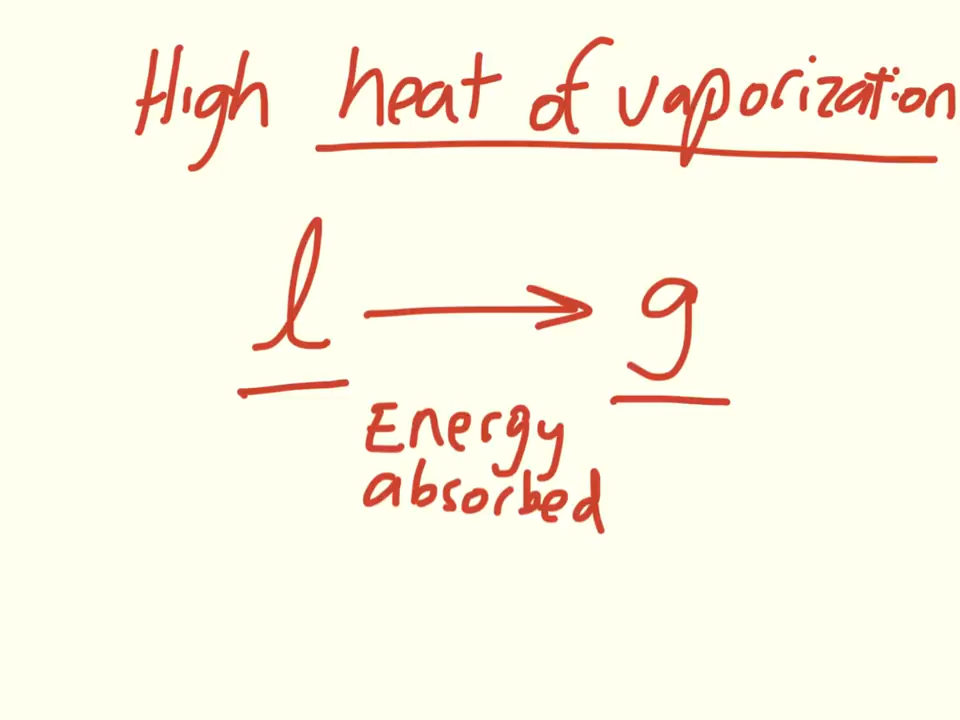 High heat of vaporization
l → g
Energy
absorbed